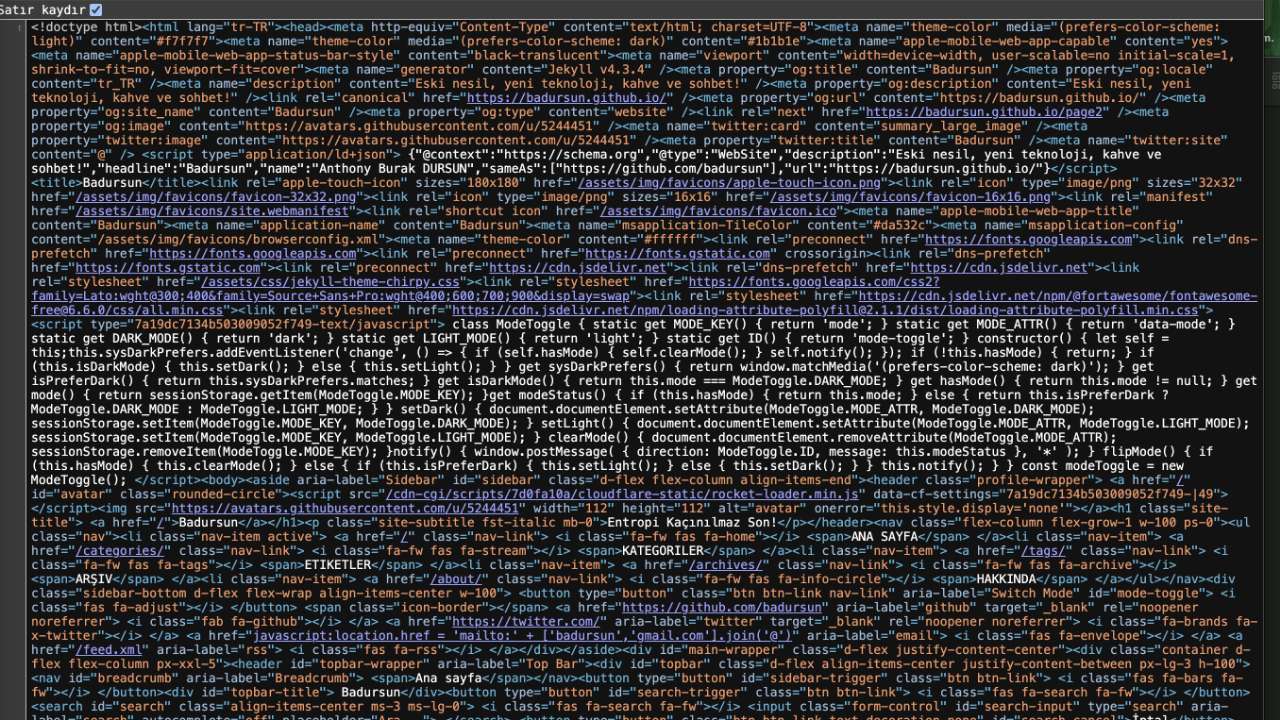 Satır kaydır
<!doctype html><html lang="tr-TR"><head><meta http-equiv="Content-Type" content="text/html; charset=UTF-8"><meta name="theme-color" media="(prefers-color-scheme:
light)" content="#f7f7f7"><meta name="theme-color" media="(prefers-color-scheme: dark)" content="#1b1b1e"><meta name="apple-mobile-web-app-capable" content="yes">
<meta name="apple-mobile-web-app-status-bar-style" content="black-translucent"><meta name="viewport" content="width=device-width, user-scalable=no initial-scale=1,
shrink-to-fit=no, viewport-fit=cover"><meta name="generator" content="Jekyll v4.3.4" /><meta property="og:title" content="Badursun" /><meta property="og:locale"
content="tr_TR" /><meta name="description" content="Eski nesil, yeni teknoloji, kahve ve sohbet!" /><meta property="og:description" content="Eski nesil, yeni
teknoloji, kahve ve sohbet!" /><link rel="canonical" href="https://badursun.github.io/" /><meta property="og:url" content="https://badursun.github.io/" /><meta
property="og:site_name" content="Badursun" /><meta property="og:type" content="website" /><link rel="next" href="https://badursun.github.io/page2" /><meta
property="og:image" content="https://avatars.githubusercontent.com/u/5244451" /><meta name="twitter:card" content="summary_large_image" /><meta
property="twitter:image" content="https://avatars.githubusercontent.com/u/5244451" /><meta property="twitter:title" content="Badursun" /><meta name="twitter:site"
content="@" /> <script type="application/ld+json"> {"@context":"https://schema.org","@type":"WebSite","description":"Eski nesil, yeni teknoloji, kahve ve
sohbet!","headline":"Badursun","name":"Anthony Burak DURSUN","sameAs":["https://github.com/badursun"],"url":"https://badursun.github.io/"}</script>
<title>Badursun</title><link rel="apple-touch-icon" sizes="180x180" href="/assets/img/favicons/apple-touch-icon.png"><link rel="icon" type="image/png" sizes="32x32"
href="/assets/img/favicons/favicon-32x32.png"><link rel="icon" type="image/png" sizes="16x16" href="/assets/img/favicons/favicon-16x16.png"><link rel="manifest"
href="/assets/img/favicons/site.webmanifest"><link rel="shortcut icon" href="/assets/img/favicons/favicon.ico"><meta name="apple-mobile-web-app-title"
content="Badursun"><meta name="application-name" content="Badursun"><meta name="msapplication-TileColor" content="#da532c"><meta name="msapplication-config"
content="/assets/img/favicons/browserconfig.xml"><meta name="theme-color" content="#ffffff"><link rel="preconnect" href="https://fonts.googleapis.com"><link rel="dns-
prefetch" href="https://fonts.googleapis.com"><link rel="preconnect" href="https://fonts.gstatic.com" crossorigin><link rel="dns-prefetch"
href="https://fonts.gstatic.com"><link rel="preconnect" href="https://cdn.jsdelivr.net"><link rel="dns-prefetch" href="https://cdn.jsdelivr.net"><link
rel="stylesheet" href="/assets/css/jekyll-theme-chirpy.css"><link rel="stylesheet" href="https://fonts.googleapis.com/css2?
family=Lato:wght@300;400&family=Source+Sans+Pro:wght@400;600;700;900&display=swap"><link rel="stylesheet" href="https://cdn.jsdelivr.net/npm/@fortawesome/fontawesome-
free@6.6.0/css/all.min.css"><link rel="stylesheet" href="https://cdn.jsdelivr.net/npm/loading-attribute-polyfill@2.1.1/dist/loading-attribute-polyfill.min.css">
<script type="7a19dc7134b503009052f749-text/javascript"> class ModeToggle { static get MODE_KEY() { return 'mode'; } static get MODE_ATTR() { return 'data-mode'; }
static get DARK_MODE() { return 'dark'; } static get LIGHT_MODE() { return 'light'; } static get ID() { return 'mode-toggle'; } constructor() { let self =
this;this.sysDarkPrefers.addEventListener('change', () => { if (self.hasMode) { self.clearMode(); } self.notify(); }); if (!this.hasMode) { return; } if
(this.isDarkMode) { this.setDark(); } else { this.setLight(); } } get sysDarkPrefers() { return window.matchMedia('(prefers-color-scheme: dark)'); } get
isPreferDark() { return this.sysDarkPrefers.matches; } get isDarkMode() { return this.mode === ModeToggle.DARK_MODE; } get hasMode() { return this.mode != null; } get
mode() { return sessionStorage.getItem(ModeToggle.MODE_KEY); }get modeStatus() { if (this.hasMode) { return this.mode; } else { return this.isPreferDark ?
ModeToggle.DARK_MODE : ModeToggle.LIGHT_MODE; } } setDark() { document.documentElement.setAttribute(ModeToggle.MODE_ATTR, ModeToggle.DARK_MODE);
sessionStorage.setItem(ModeToggle.MODE_KEY, ModeToggle.DARK_MODE); } setLight() { document.documentElement.setAttribute(ModeToggle.MODE_ATTR, ModeToggle.LIGHT_MODE);
sessionStorage.setItem(ModeToggle.MODE_KEY, ModeToggle.LIGHT_MODE); } clearMode() { document.documentElement.removeAttribute(ModeToggle.MODE_ATTR);
sessionStorage.removeItem(ModeToggle.MODE_KEY); }notify() { window.postMessage( { direction: ModeToggle.ID, message: this.modeStatus }, '*' ); } flipMode() { if
(this.hasMode) { this.clearMode(); } else { if (this.isPreferDark) { this.setLight(); } else { this.setDark(); } } this.notify(); } } const modeToggle = new
ModeToggle(); </script><body><aside aria-label="Sidebar" id="sidebar" class="d-flex flex-column align-items-end"><header class="profile-wrapper"> <a href="/"
id="avatar" class="rounded-circle"><script src="/cdn-cgi/scripts/7d0fa10a/cloudflare-static/rocket-loader.min.js" data-cf-settings="7a19dc7134b503009052f749-|49">
</script><img src="https://avatars.githubusercontent.com/u/5244451" width="112" height="112" alt="avatar" onerror="this.style.display='none'"></a><h1 class="site-
title"> <a href="/">Badursun</a></h1><p class="site-subtitle fst-italic mb-0">Entropi Kaçınılmaz Son!</p></header><nav class="flex-column flex-grow-1 w-100 ps-0"><ul
class="nav"><li class="nav-item active"> <a href="/" class="nav-link"> <i class="fa-fw fas fa-home"></i> <span>ANA SAYFA</span> </a><li class="nav-item"> <a
href="/categories/" class="nav-link"> <i class="fa-fw fas fa-stream"></i> <span>KATEGORILER</span> </a><li class="nav-item"> <a href="/tags/" class="nav-link"> <i
class="fa-fw fas fa-tags"></i> <span>ETIKETLER</span> </a><li class="nav-item"> <a href="/archives/" class="nav-link"> <i class="fa-fw fas fa-archive"></i>
<span>ARŞIV</span> </a><li class="nav-item"> <a href="/about/" class="nav-link"> <i class="fa-fw fas fa-info-circle"></i> <span>HAKKINDA</span> </a></ul></nav><div
class="sidebar-bottom d-flex flex-wrap align-items-center w-100"> <button type="button" class="btn btn-link nav-link" aria-label="Switch Mode" id="mode-toggle"> <i
class="fas fa-adjust"></i> </button> <span class="icon-border"></span> <a href="https://github.com/badursun" aria-label="github" target="_blank" rel="noopener
noreferrer"> <i class="fab fa-github"></i> </a> <a href="https://twitter.com/" aria-label="twitter" target="_blank" rel="noopener noreferrer"> <i class="fa-brands fa-
x-twitter"></i> </a> <a href="javascript:location.href = 'mailto:' + ['badursun','gmail.com'].join('@')" aria-label="email"> <i class="fas fa-envelope"></i> </a> <a
href="/feed.xml" aria-label="rss"> <i class="fas fa-rss"></i> </a></div></aside><div id="main-wrapper" class="d-flex justify-content-center"><div class="container d-
flex flex-column px-xxl-5"><header id="topbar-wrapper" aria-label="Top Bar"><div id="topbar" class="d-flex align-items-center justify-content-between px-lg-3 h-100">
<nav id="breadcrumb" aria-label="Breadcrumb"> <span>Ana sayfa</span></nav><button type="button" id="sidebar-trigger" class="btn btn-link"> <i class="fas fa-bars fa-
fw"></i> </button><div id="topbar-title"> Badursun</div><button type="button" id="search-trigger" class="btn btn-link"> <i class="fas fa-search fa-fw"></i> </button>
<search id="search" class="align-items-center ms-3 ms-lg-0"> <i class="fas fa-search fa-fw"></i> <input class="form-control" id="search-input" type="search" aria-